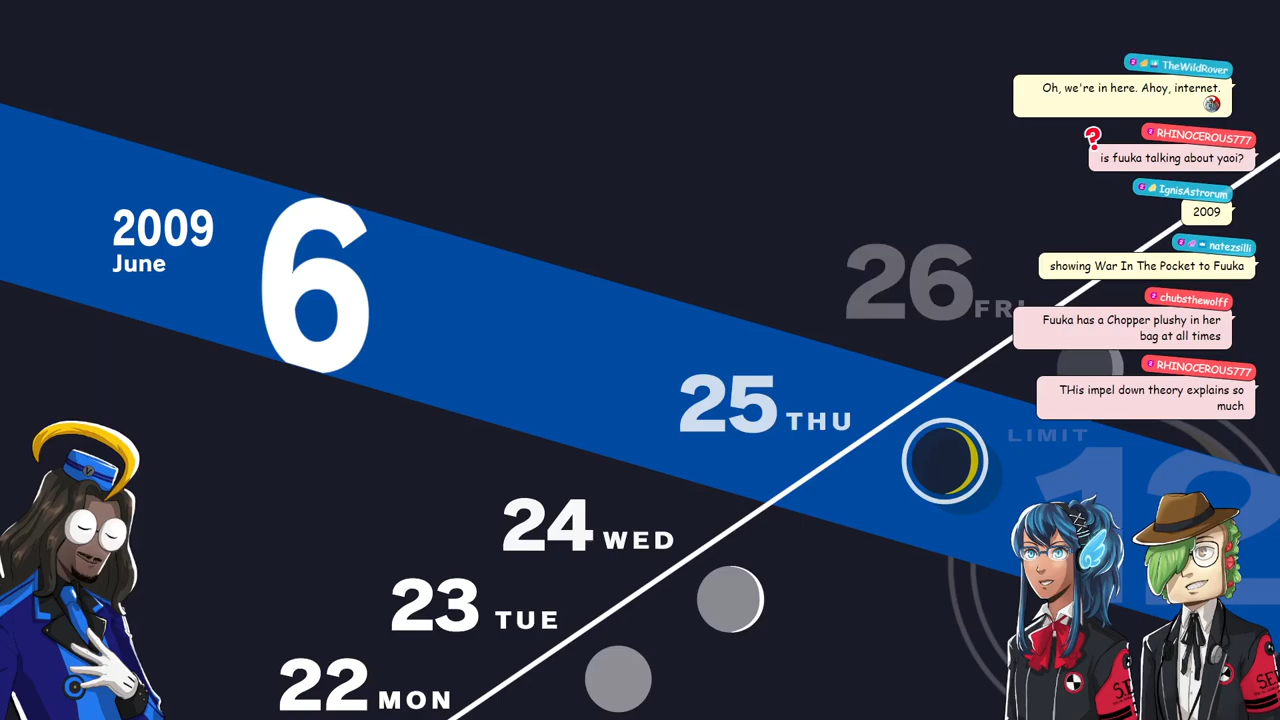 2009
June
6
26 FRI
25 THU
24 WED
23 TUE
22 MON
LIMIT
12
TheWildRover
Oh, we're in here. Ahoy, internet.
RHINOCEROUS777
is fuuka talking about yaoi?
IgnisAstrorum
2009
natezsilli
showing War In The Pocket to Fuuka
chubsthewolff
Fuuka has a Chopper plushy in her
bag at all times
RHINOCEROUS777
THis impel down theory explains so
much
V